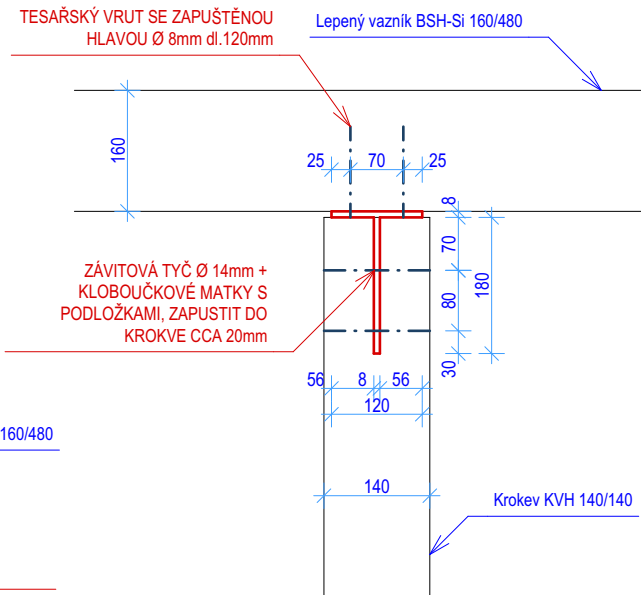 TESAŘSKÝ VRUT SE ZAPUŠTĚNOU
HLAVOU Ø 8mm dl.120mm
Lepený vazník BSH-Si 160/480
160
25
70
25
8
70
80
180
30
ZÁVITOVÁ TYČ Ø 14mm +
KLOBOUČKOVÉ MATKY S
PODLOŽKAMI, ZAPUSTIT DO
KROKVE CCA 20mm
56
8
56
120
160/480
140
Krokev KVH 140/140